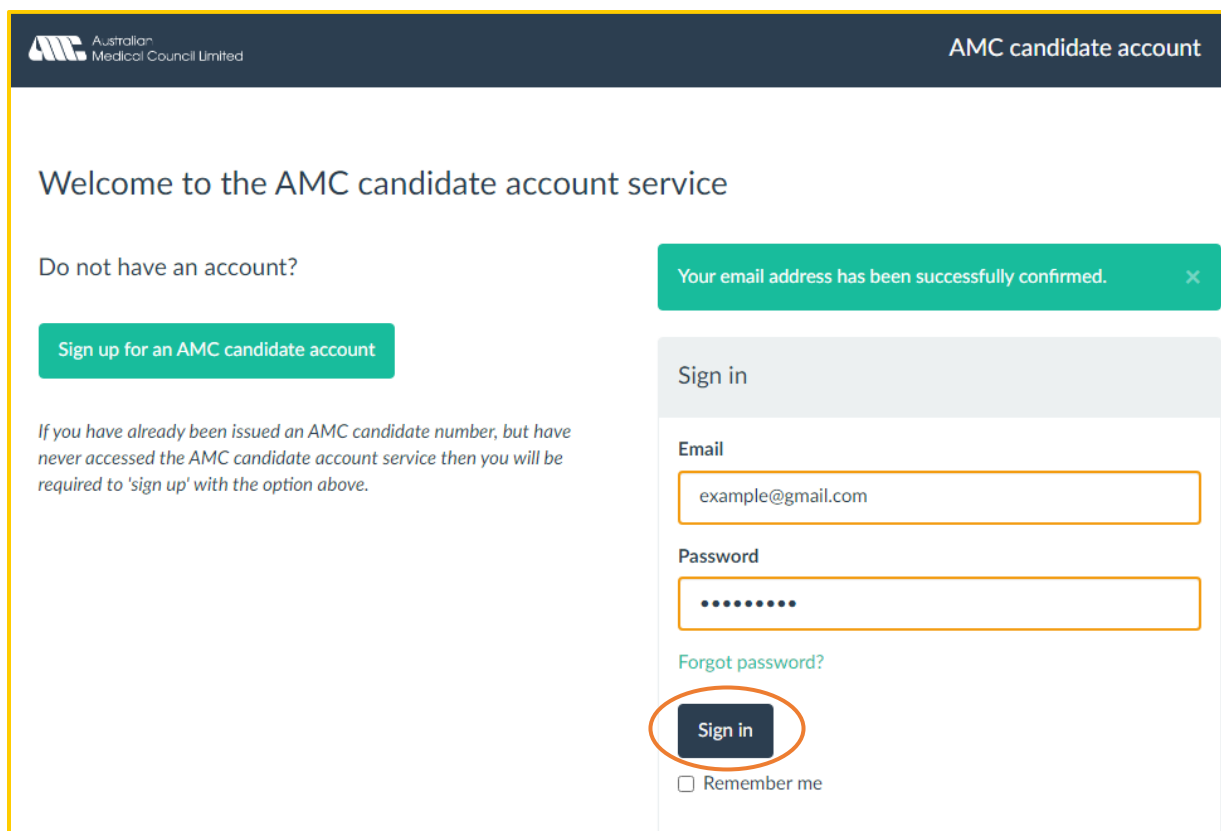 Australian
Medical Council Limited
AMC candidate account
Welcome to the AMC candidate account service
Do not have an account?
Sign up for an AMC candidate account
If you have already been issued an AMC candidate number, but have
never accessed the AMC candidate account service then you will be
required to 'sign up' with the option above.
Your email address has been successfully confirmed.
Sign in
Email
example@gmail.com
Password
•••••••••
Forgot password?
Sign in
Remember me